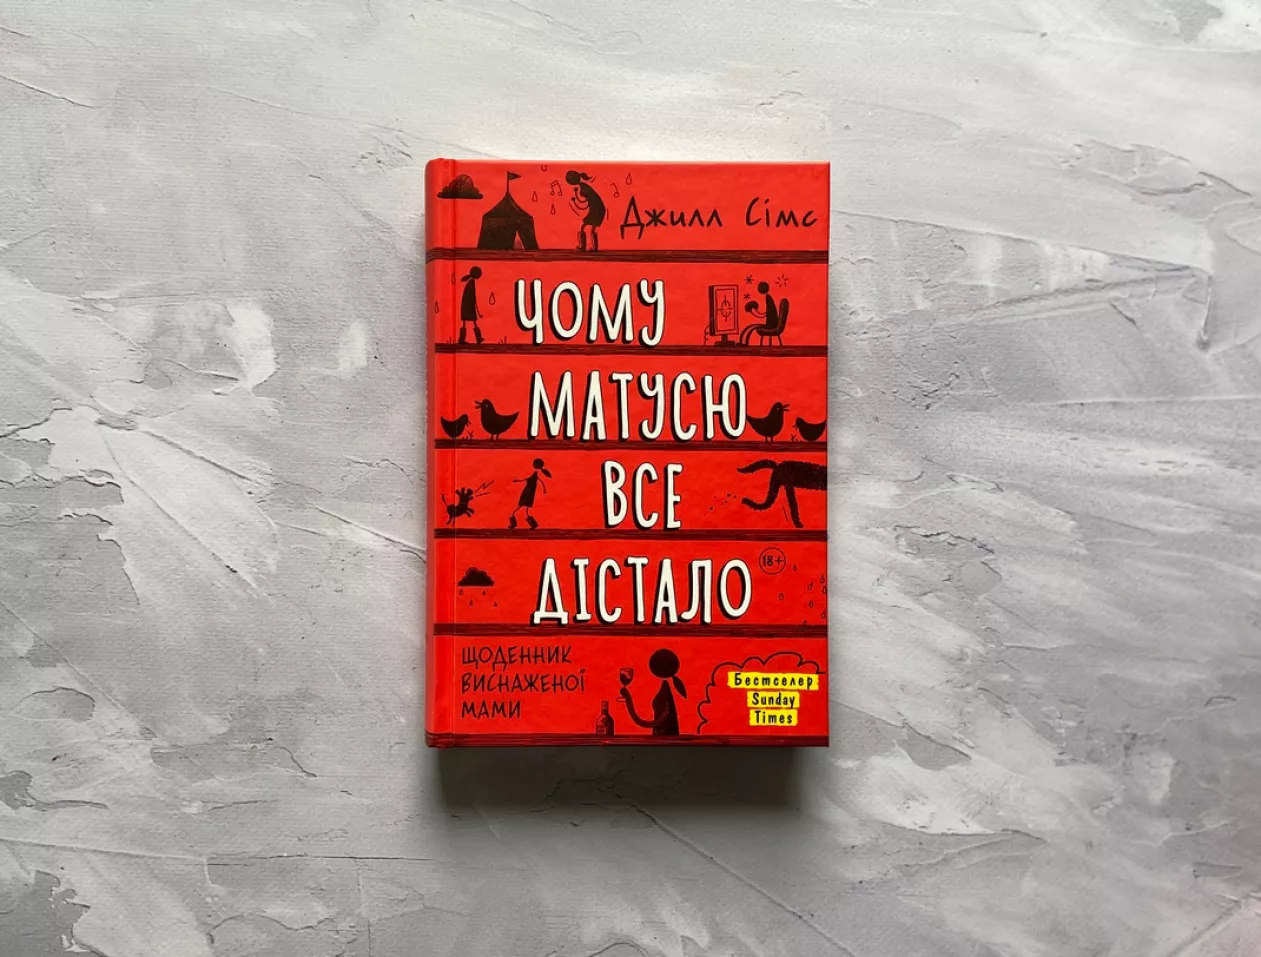 Джилл Сімс
ЧОМУ
МАТУСЮ
ВСЕ
ДІСТАЛО
18+
ЩОДЕННИК
ВИСНАЖЕНОЇ
МАМИ
Бестселер
Sunday
Times